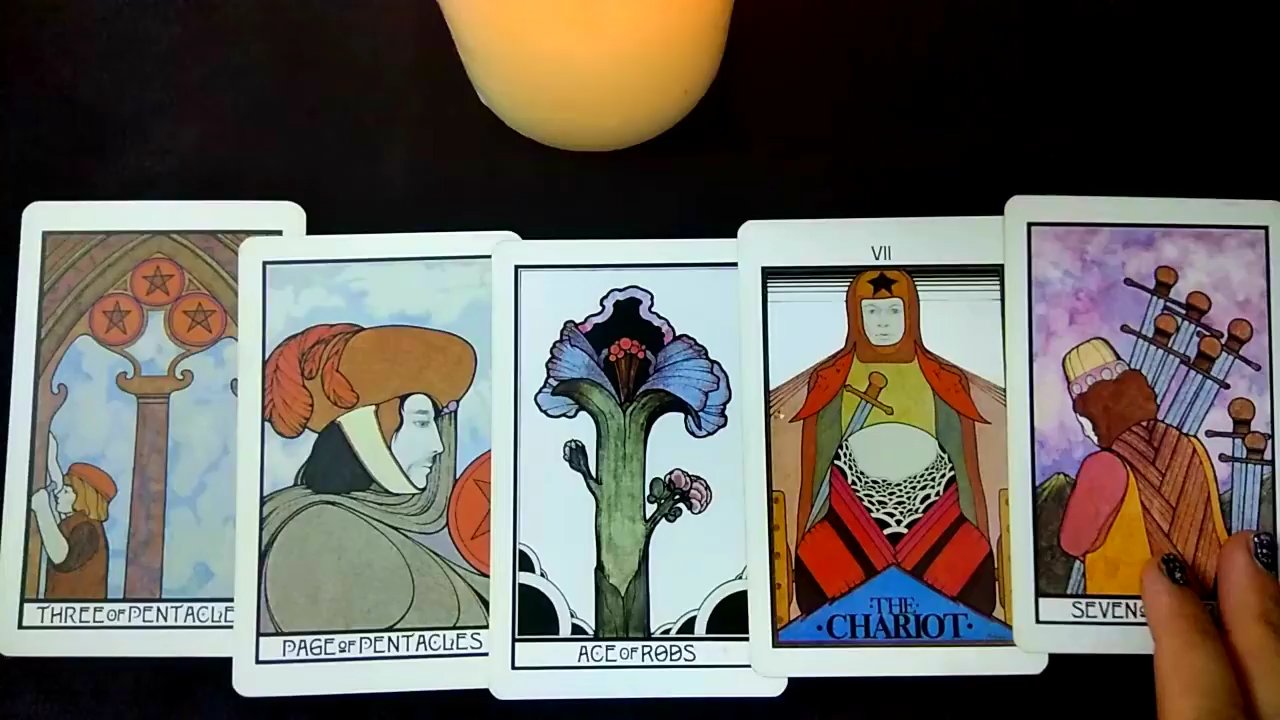 THREE OF PENTACLE
PAGE OF PENTACLES
ACE OF RODS
VII
THE
CHARIOT
SEVEN